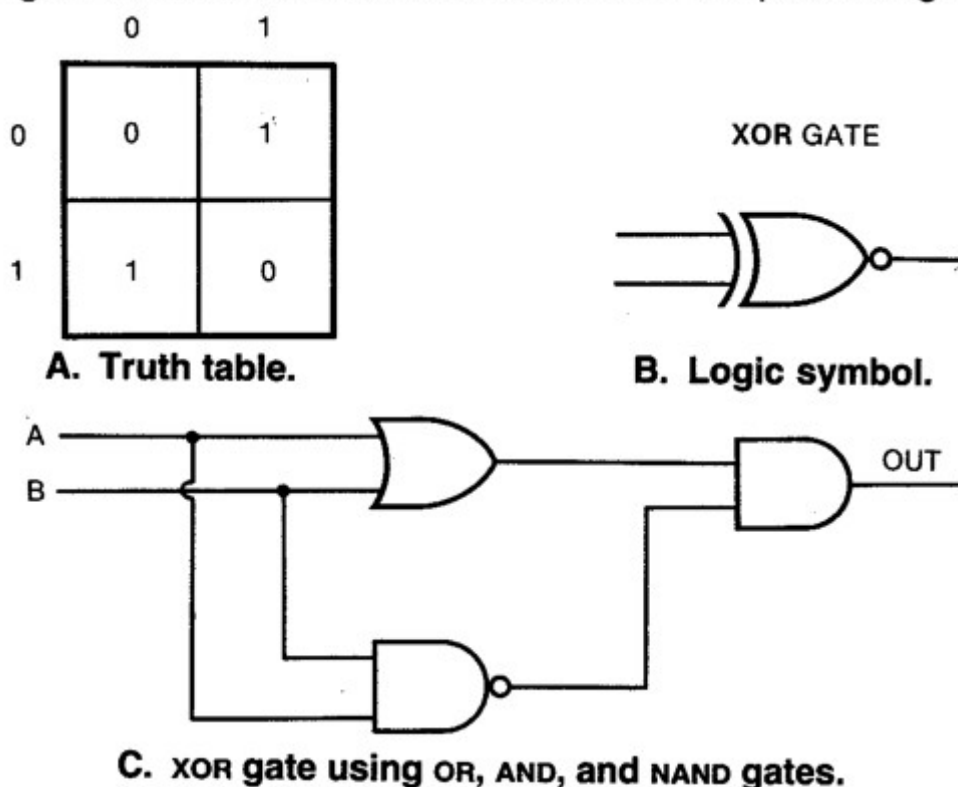 0 1
0 0 1
1 1 0
A. Truth table.
XOR GATE
B. Logic symbol.
A
B
OUT
C. XOR gate using OR, AND, and NAND gates.